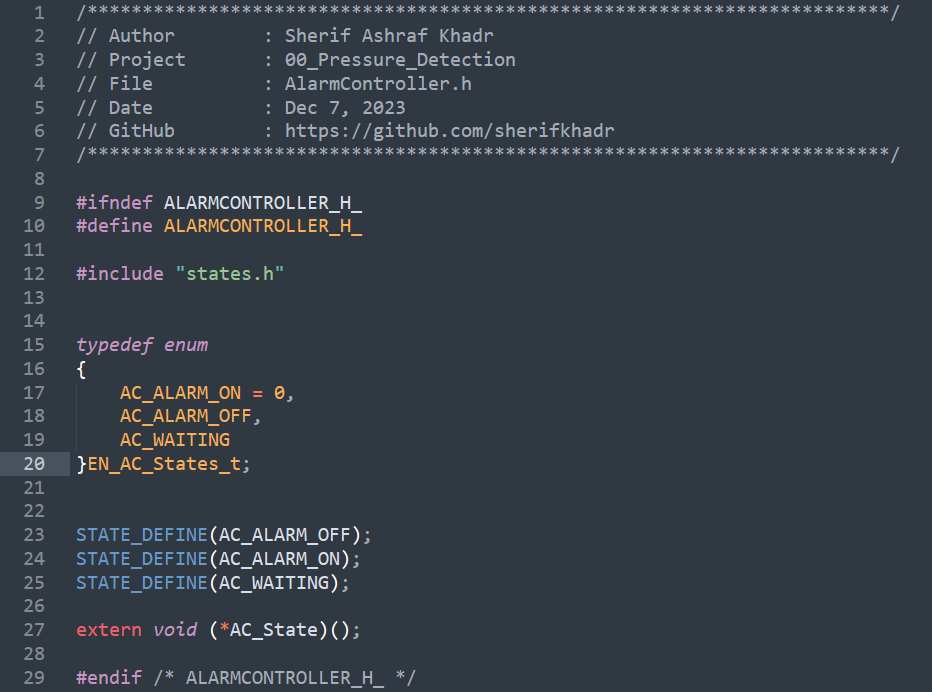 1 /*************************************************************************/
2 // Author : Sherif Ashraf Khadr
3 // Project : 00_Pressure_Detection
4 // File : AlarmController.h
5 // Date : Dec 7, 2023
6 // GitHub : https://github.com/sherifkhadr
7 /*************************************************************************/
8
9 #ifndef ALARMCONTROLLER_H_
10 #define ALARMCONTROLLER_H_
11
12 #include "states.h"
13
14
15 typedef enum
16 {
17 AC_ALARM_ON = 0,
18 AC_ALARM_OFF,
19 AC_WAITING
20 }EN_AC_States_t;
21
22
23 STATE_DEFINE(AC_ALARM_OFF);
24 STATE_DEFINE(AC_ALARM_ON);
25 STATE_DEFINE(AC_WAITING);
26
27 extern void (*AC_State)();
28
29 #endif /* ALARMCONTROLLER_H_ */